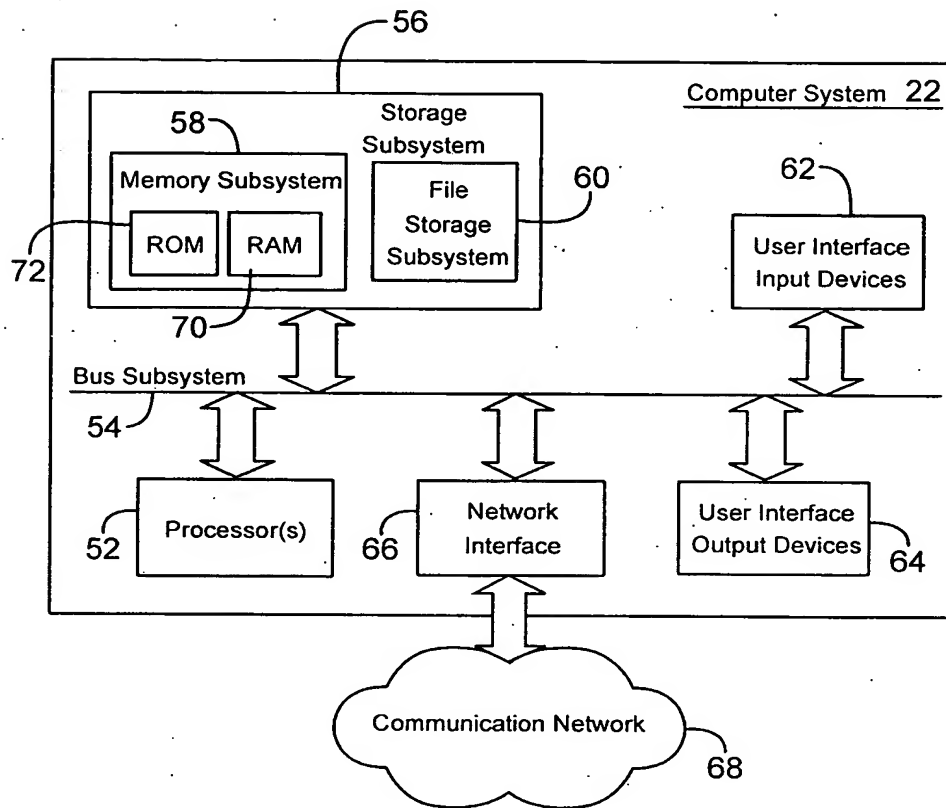 56
Computer System 22
Storage
Subsystem
58
Memory Subsystem
File
Storage
Subsystem
60
62
ROM
RAM
User Interface
Input Devices
72
70
Bus Subsystem
54
Processor(s)
52
Network
Interface
66
User Interface
Output Devices
64
Communication Network
68